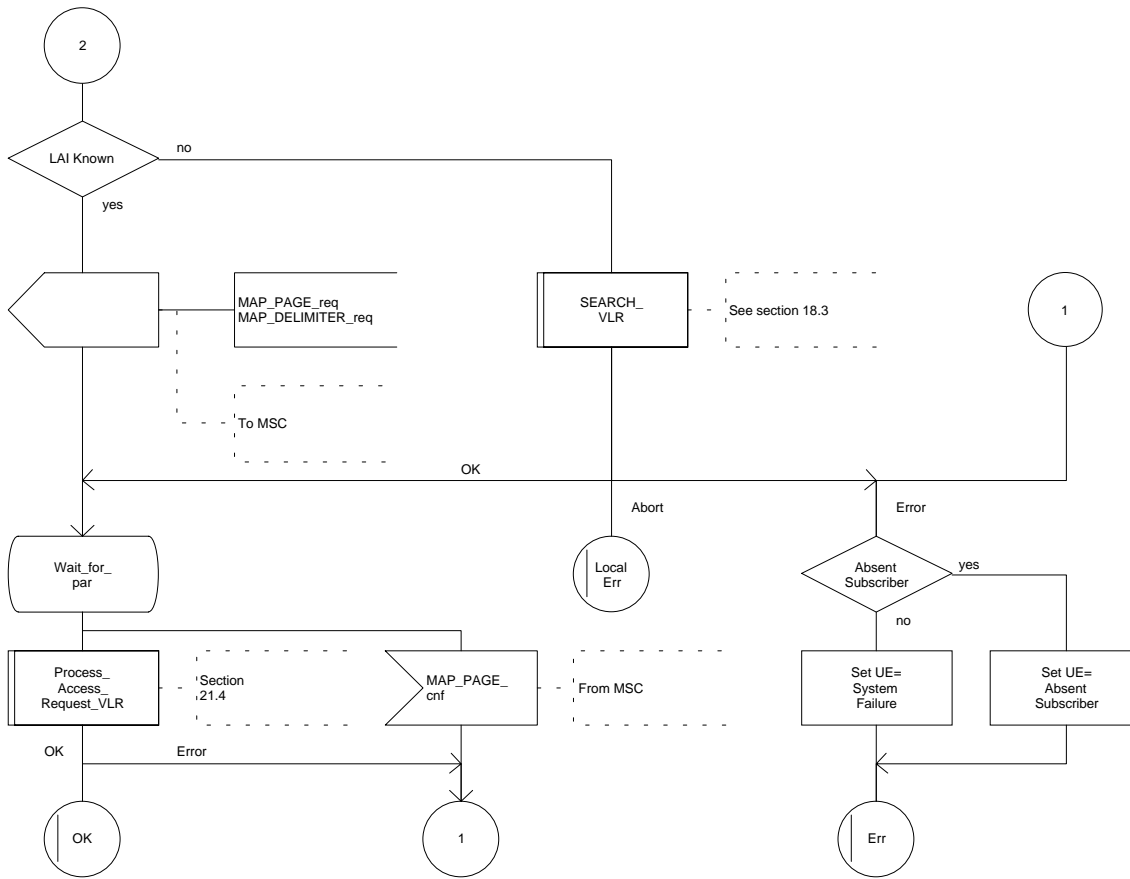 2
LAI Known
no
yes
MAP_PAGE_req
MAP_DELIMITER_req
SEARCH_
VLR
See section 18.3
1
To MSC
OK
Abort
Error
Wait_for_
par
Local
Err
Absent
Subscriber
yes
no
Process_
Access_
Request_VLR
Section
21.4
MAP_PAGE_
cnf
From MSC
Set UE=
System
Failure
Set UE=
Absent
Subscriber
OK
Error
OK
1
Err